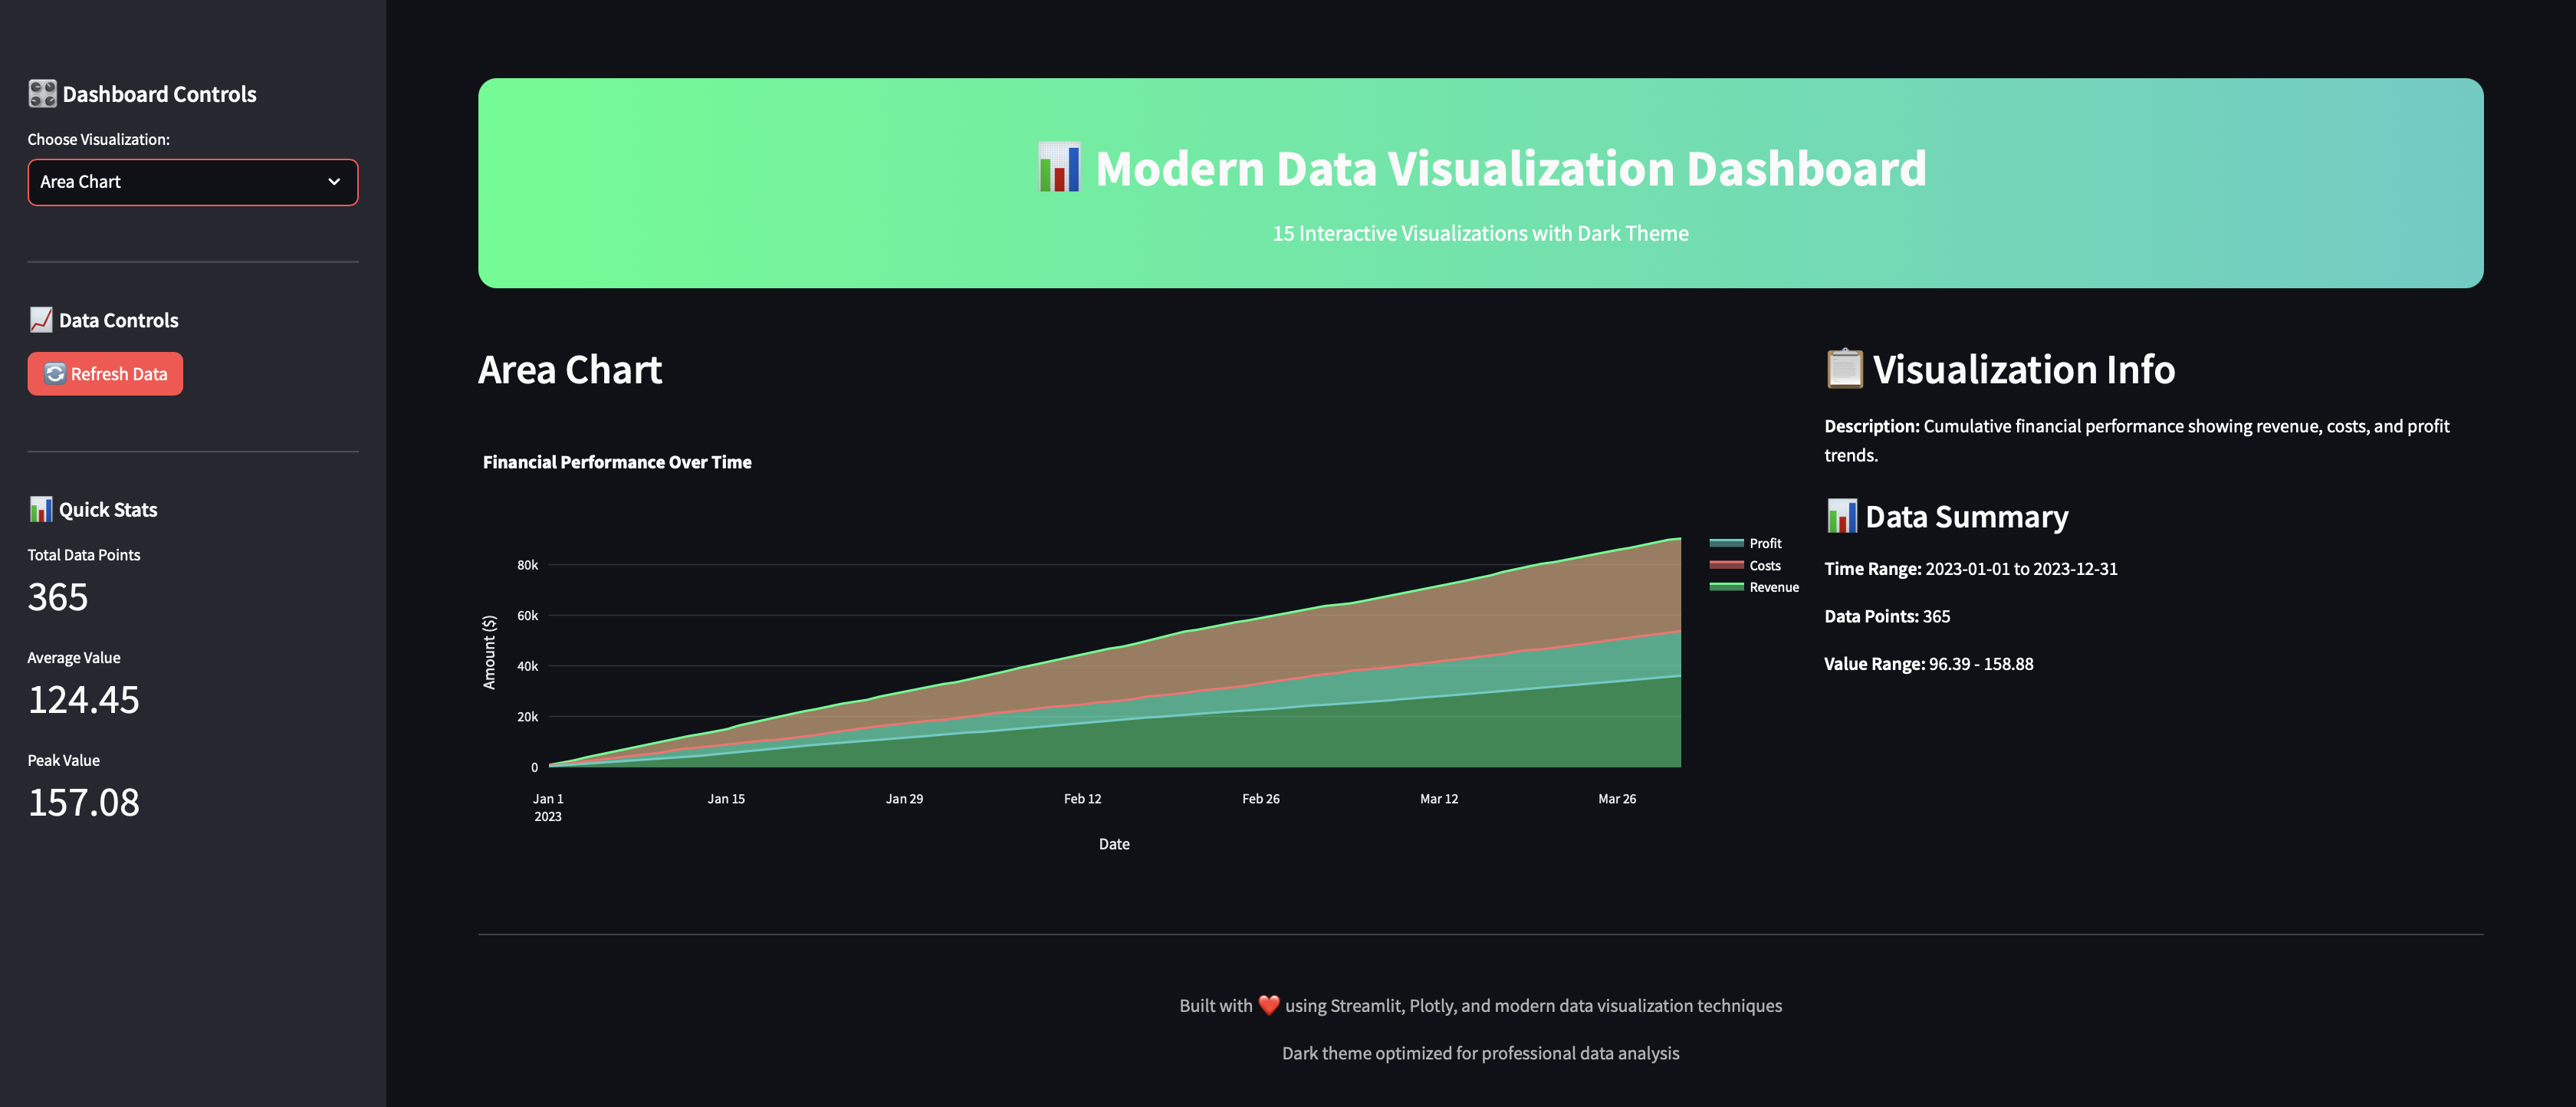 Dashboard Controls
Choose Visualization:
Area Chart
Data Controls
Refresh Data
Quick Stats
Total Data Points
365
Average Value
124.45
Peak Value
157.08
Modern Data Visualization Dashboard
15 Interactive Visualizations with Dark Theme
Area Chart
Financial Performance Over Time
Amount ($)
80k
60k
40k
20k
0
Jan 1
2023
Jan 15
Jan 29
Feb 12
Feb 26
Mar 12
Mar 26
Date
Profit
Costs
Revenue
Visualization Info
Description: Cumulative financial performance showing revenue, costs, and profit
trends.
Data Summary
Time Range: 2023-01-01 to 2023-12-31
Data Points: 365
Value Range: 96.39 - 158.88
Built with ❤️ using Streamlit, Plotly, and modern data visualization techniques
Dark theme optimized for professional data analysis